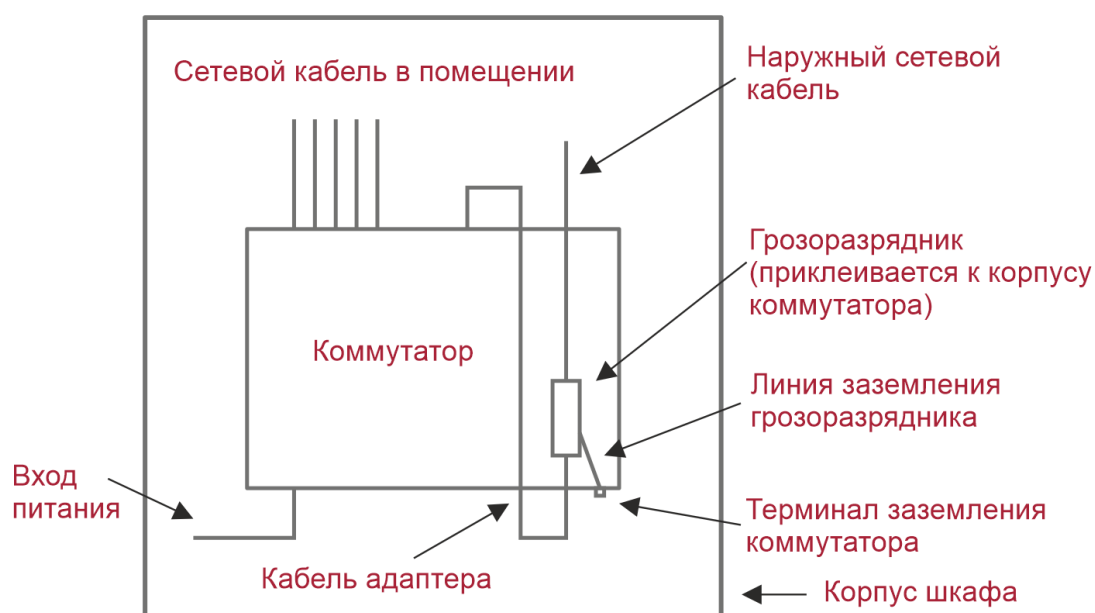 Сетевой кабель в помещении
Наружный сетевой
кабель
Грозоразрядник
(приклеивается к корпусу
коммутатора)
Коммутатор
Линия заземления
грозоразрядника
Вход
питания
Терминал заземления
коммутатора
Кабель адаптера
Корпус шкафа